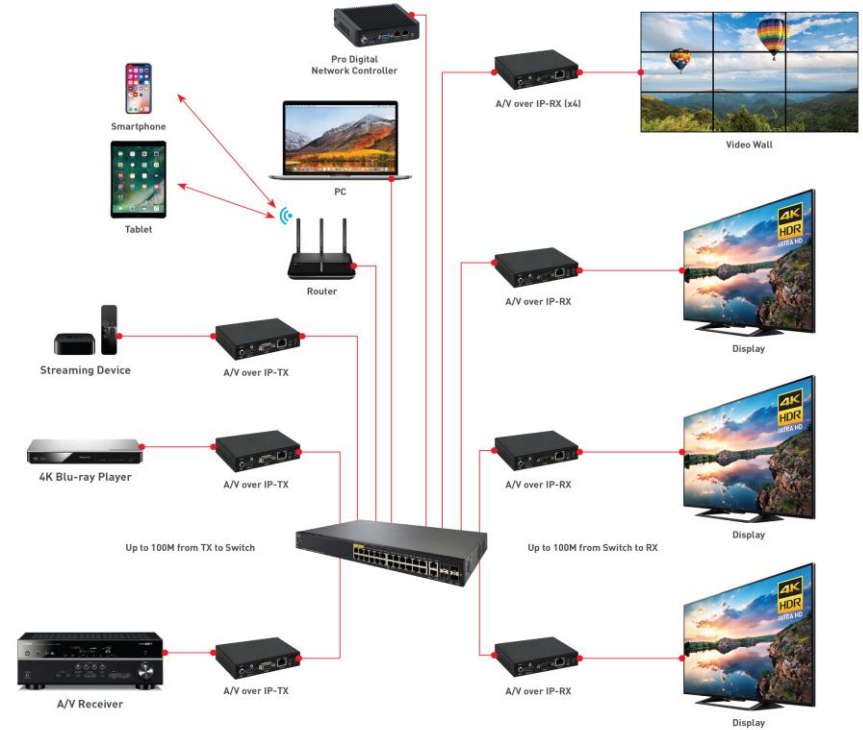 Pro Digital
Network Controller
A/V over IP-RX (x4)
Video Wall
Smartphone
PC
Tablet
Router
4K
HDR
ULTRA HD
A/V over IP-RX
Display
Streaming Device
A/V over IP-TX
4K
HDR
ULTRA HD
4K Blu-ray Player
A/V over IP-TX
A/V over IP-RX
Display
Up to 100M from TX to Switch
Up to 100M from Switch to RX
4K
HDR
ULTRA HD
A/V Receiver
A/V over IP-TX
A/V over IP-RX
Display